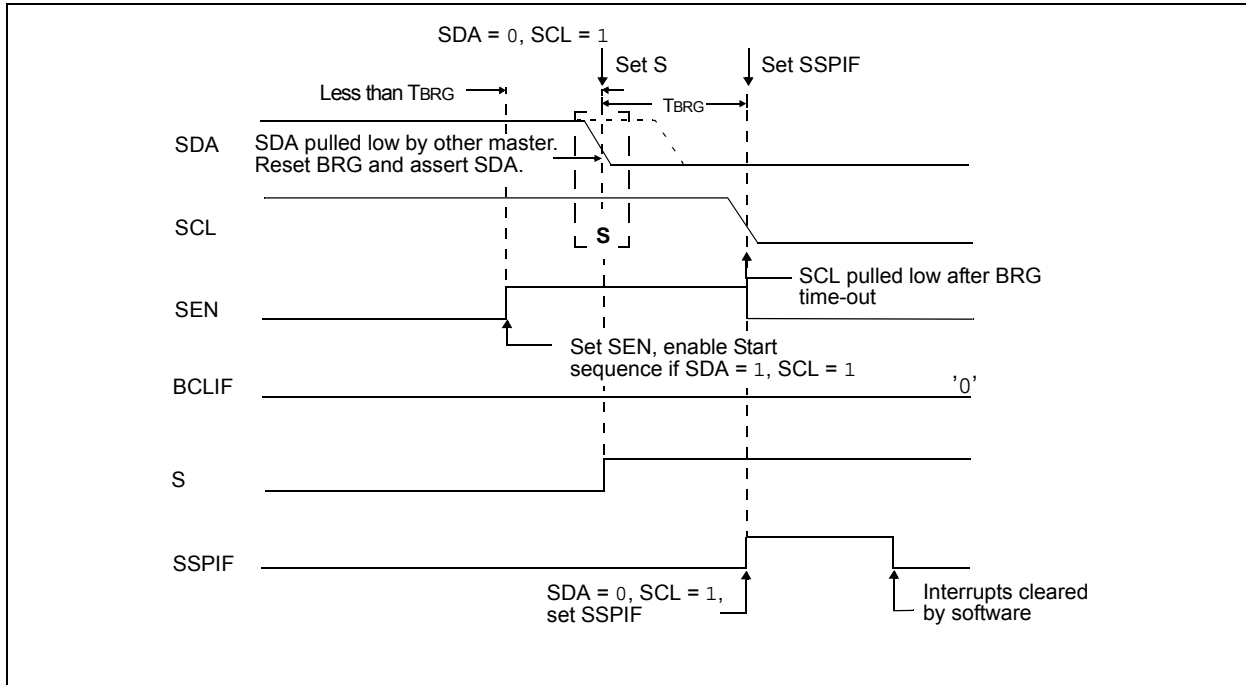 SDA = 0, SCL = 1
Set S
Set SSPIF
Less than TBRG
TBRG
SDA
SDA pulled low by other master.
Reset BRG and assert SDA.
SCL
S
SCL pulled low after BRG
time-out
SEN
Set SEN, enable Start
sequence if SDA = 1, SCL = 1
BCLIF
'0'
S
SSPIF
SDA = 0, SCL = 1,
set SSPIF
Interrupts cleared
by software